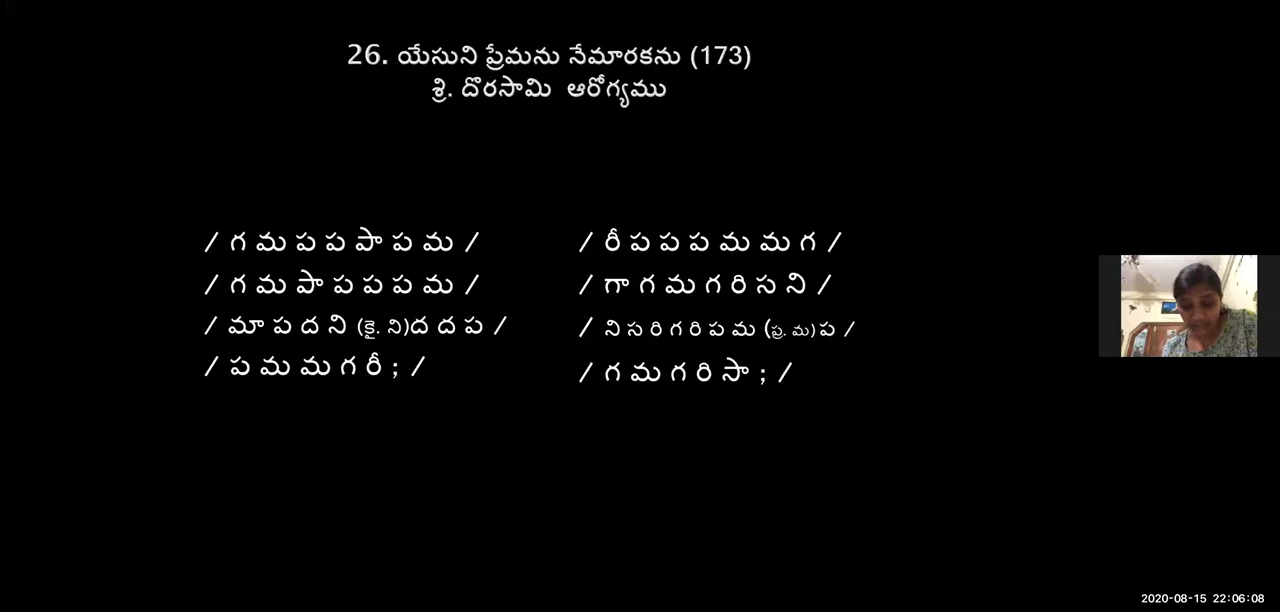 26. యేసుని ప్రేమను నేమారకను (173)
శ్రి. దొరసామి ఆరోగ్యము
/ గ మ ప ప పా ప మ /
/ గ మ పా ప ప ప మ /
/ మా ప ద ని (కై. ని)ద ద ప /
/ ప మ మ గ రీ ; /
/ రీ ప ప ప మ మ గ /
/ గా గ మ గ రి స ని /
/ ని స రి గ రి ప మ (ప్ర. మ)ప /
/ గ మ గ రి సా ; /
2020-08-15 22:06:08